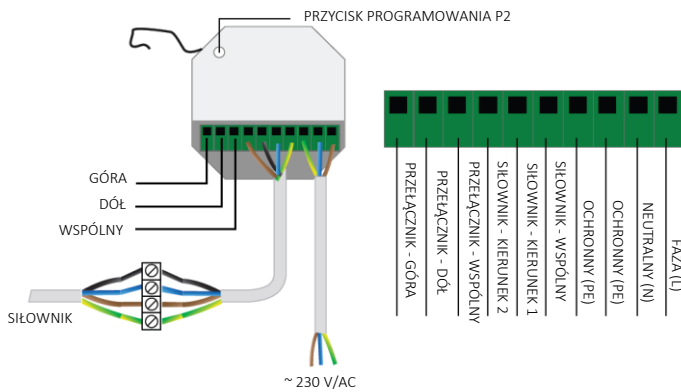 PRZYCISK PROGRAMOWANIA P2
GÓRA
DÓŁ
WSPÓLNY
SIŁOWNIK
~ 230 V/AC
PRZEŁĄCZNIK - GÓRA
PRZEŁĄCZNIK - DÓŁ
PRZEŁĄCZNIK - WSPÓLNY
SIŁOWNIK - KIERUNEK 2
SIŁOWNIK - KIERUNEK 1
SIŁOWNIK - WSPÓLNY
OCHRONNY (PE)
OCHRONNY (PE)
NEUTRALNY (N)
FAZA (L)